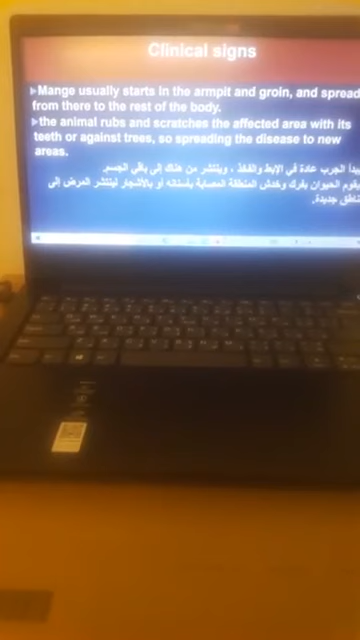 Clinical signs
Mange usually starts in the armpit and groin, and spread
from there to the rest of the body.
the animal rubs and scratches the affected area with its
teeth or against trees, so spreading the disease to new
areas.
يبدأ الجرب عادة في الإبط والفخذ ، وينتشر من هناك إلى باقي الجسم.
يقوم الحيوان بفرك وخدش المنطقة المصابة بأسنانه أو بالأشجار لينتشر المرض إلى
ناطق جديدة.